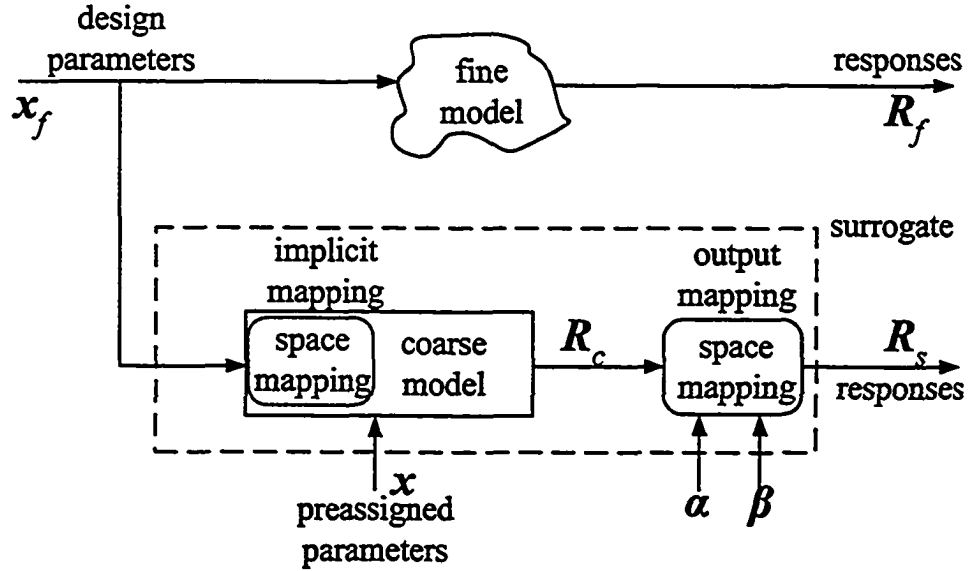 design
parameters
x_f
fine
model
responses
R_f
surrogate
implicit
mapping
space
mapping
coarse
model
R_c
output
mapping
space
mapping
R_s
responses
x
preassigned
parameters
α
β